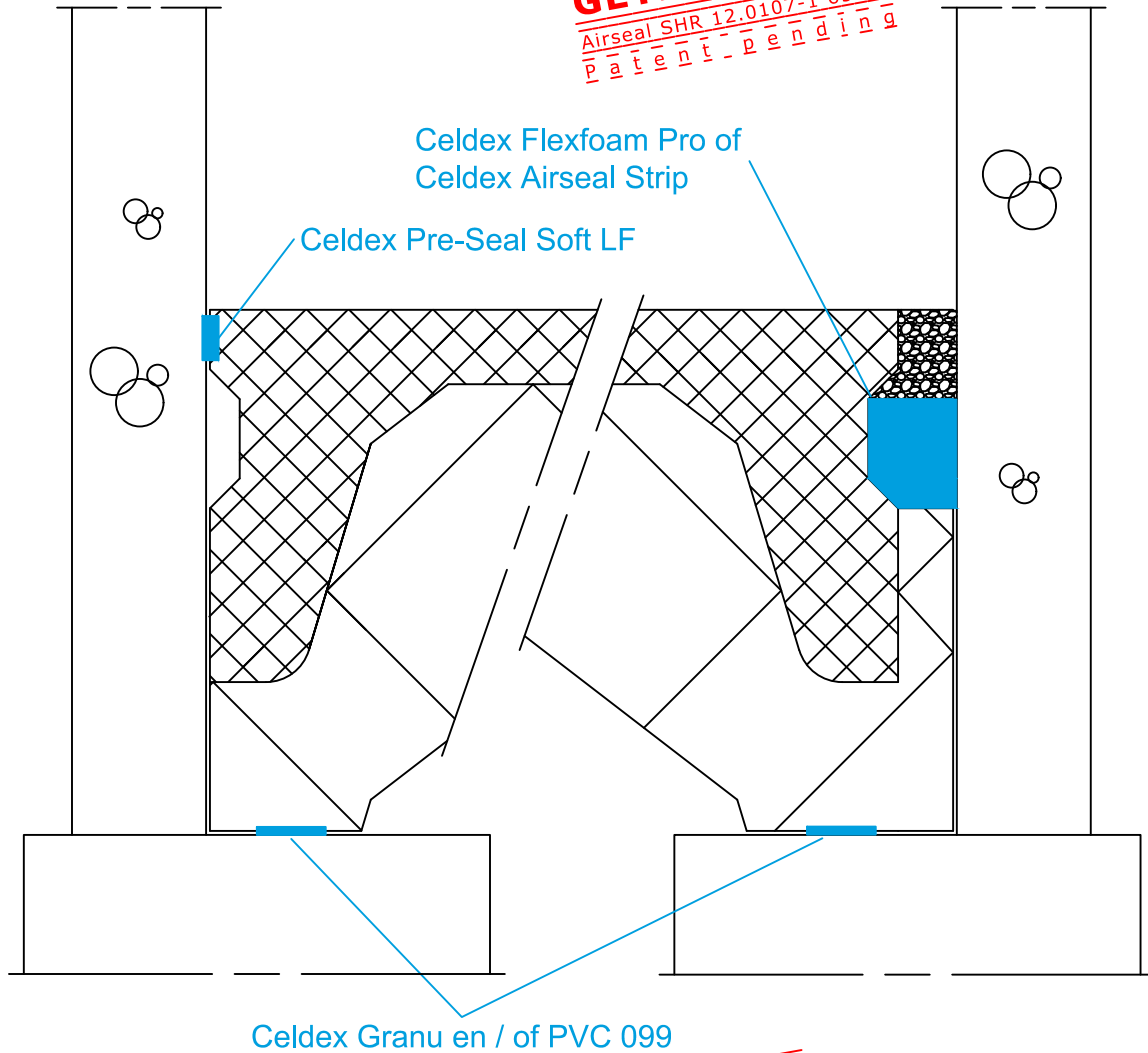 Airseal SHR 12.0107-1
Patent pending
Celdex Flexfoam Pro of
Celdex Airseal Strip
Celdex Pre-Seal Soft LF
Celdex Granu en / of PVC 099